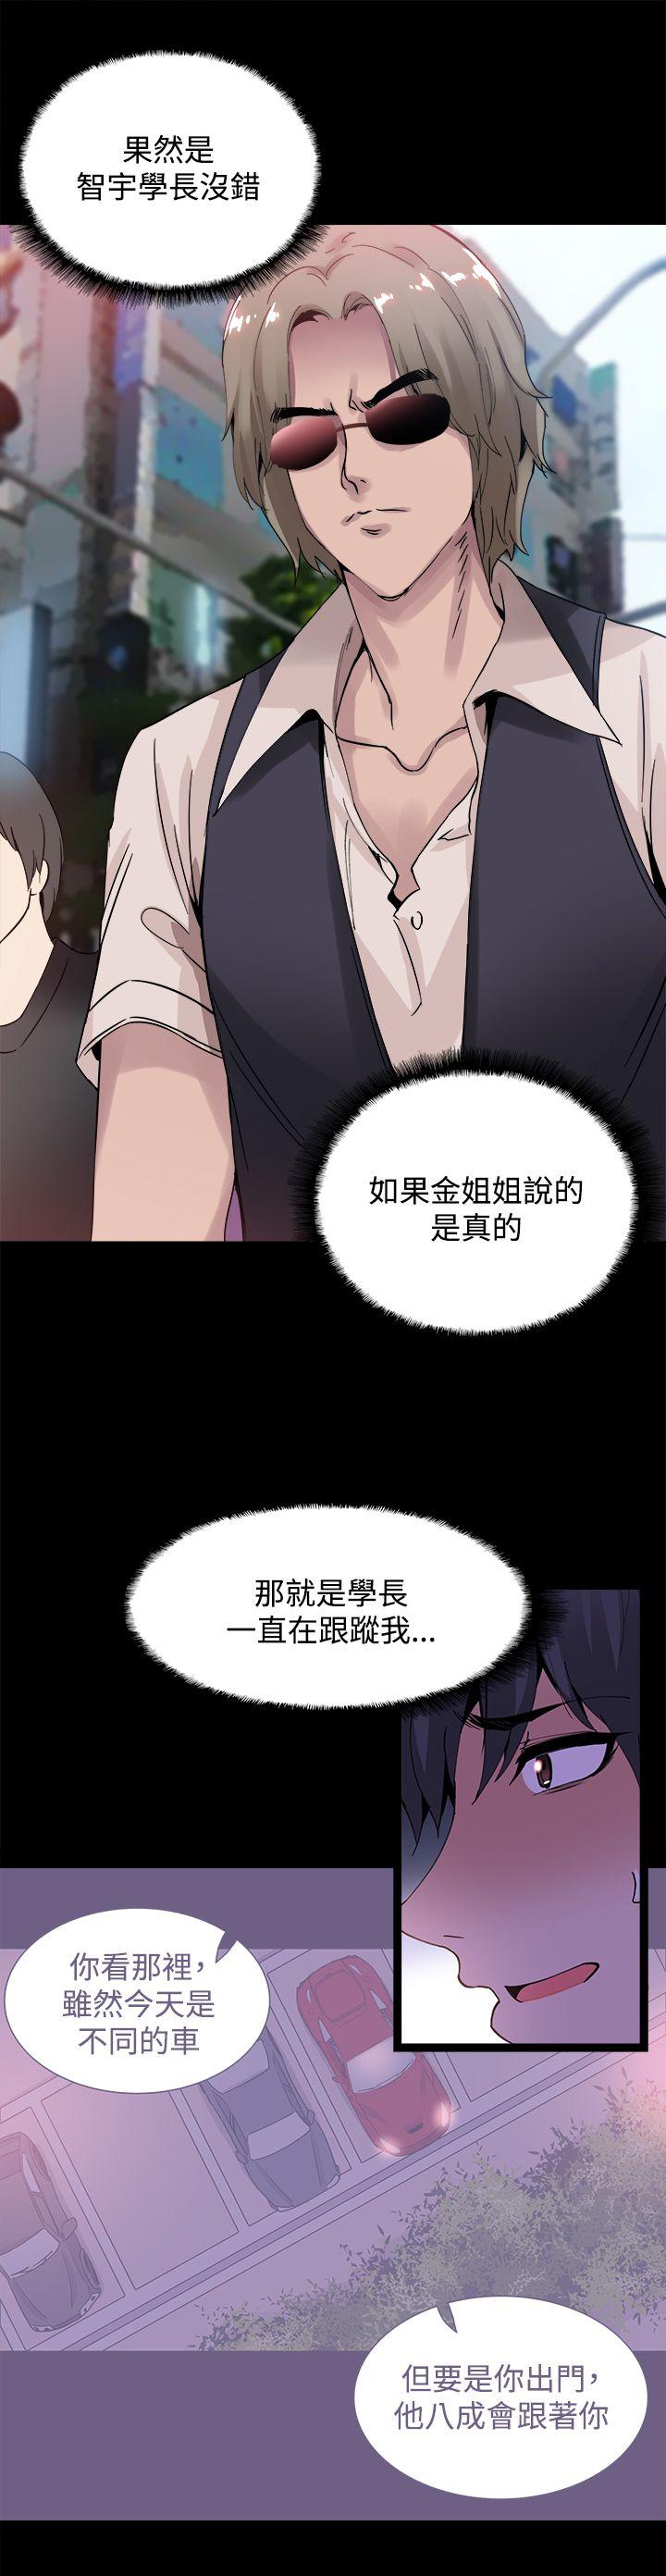 果然是
智宇學長沒錯
如果金姐姐說的
是真的
那就是學長
一直在跟蹤我...
你看那裡，
雖然今天是
不同的車
但要是你出門，
他八成會跟著你